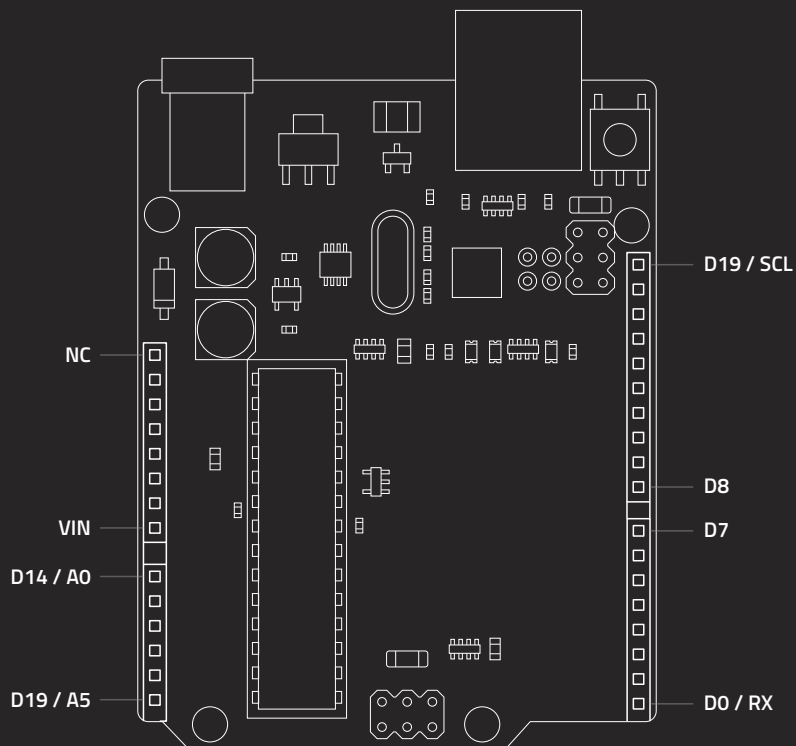 D19 / SCL
NC
D8
VIN
D7
D14 / A0
D19 / A5
D0 / RX